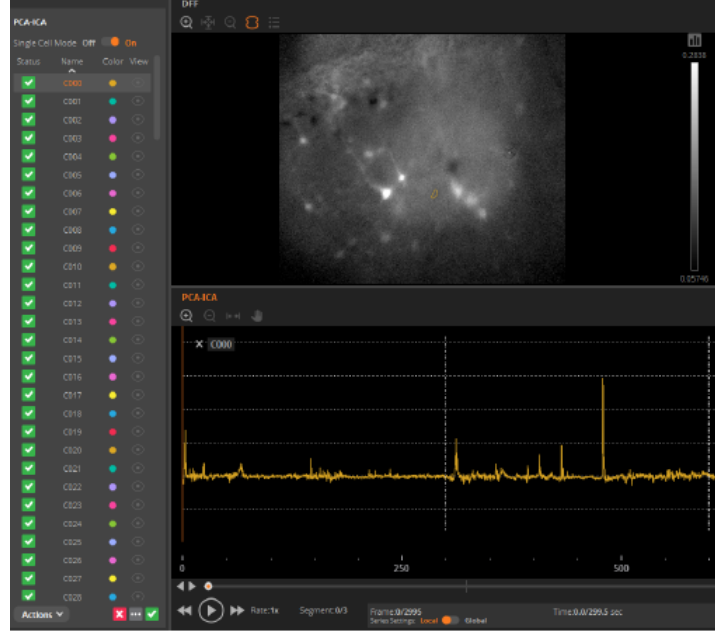 DFF
PCA-ICA
Single Cell Mode Off On
Status Name Color View
C000
C001
C002
C003
C004
C005
C006
C007
C008
C009
C010
C011
C012
C013
C014
C015
C016
C017
C018
C019
C020
C021
C022
C023
C024
C025
C026
C027
C028
Actions
0.2838
0.05746
PCA-ICA
C000
0 250 500
Rate:1x Segment:0/3 Frame:0/2995 Time:0.0/299.5 sec
Series Settings: Local Global